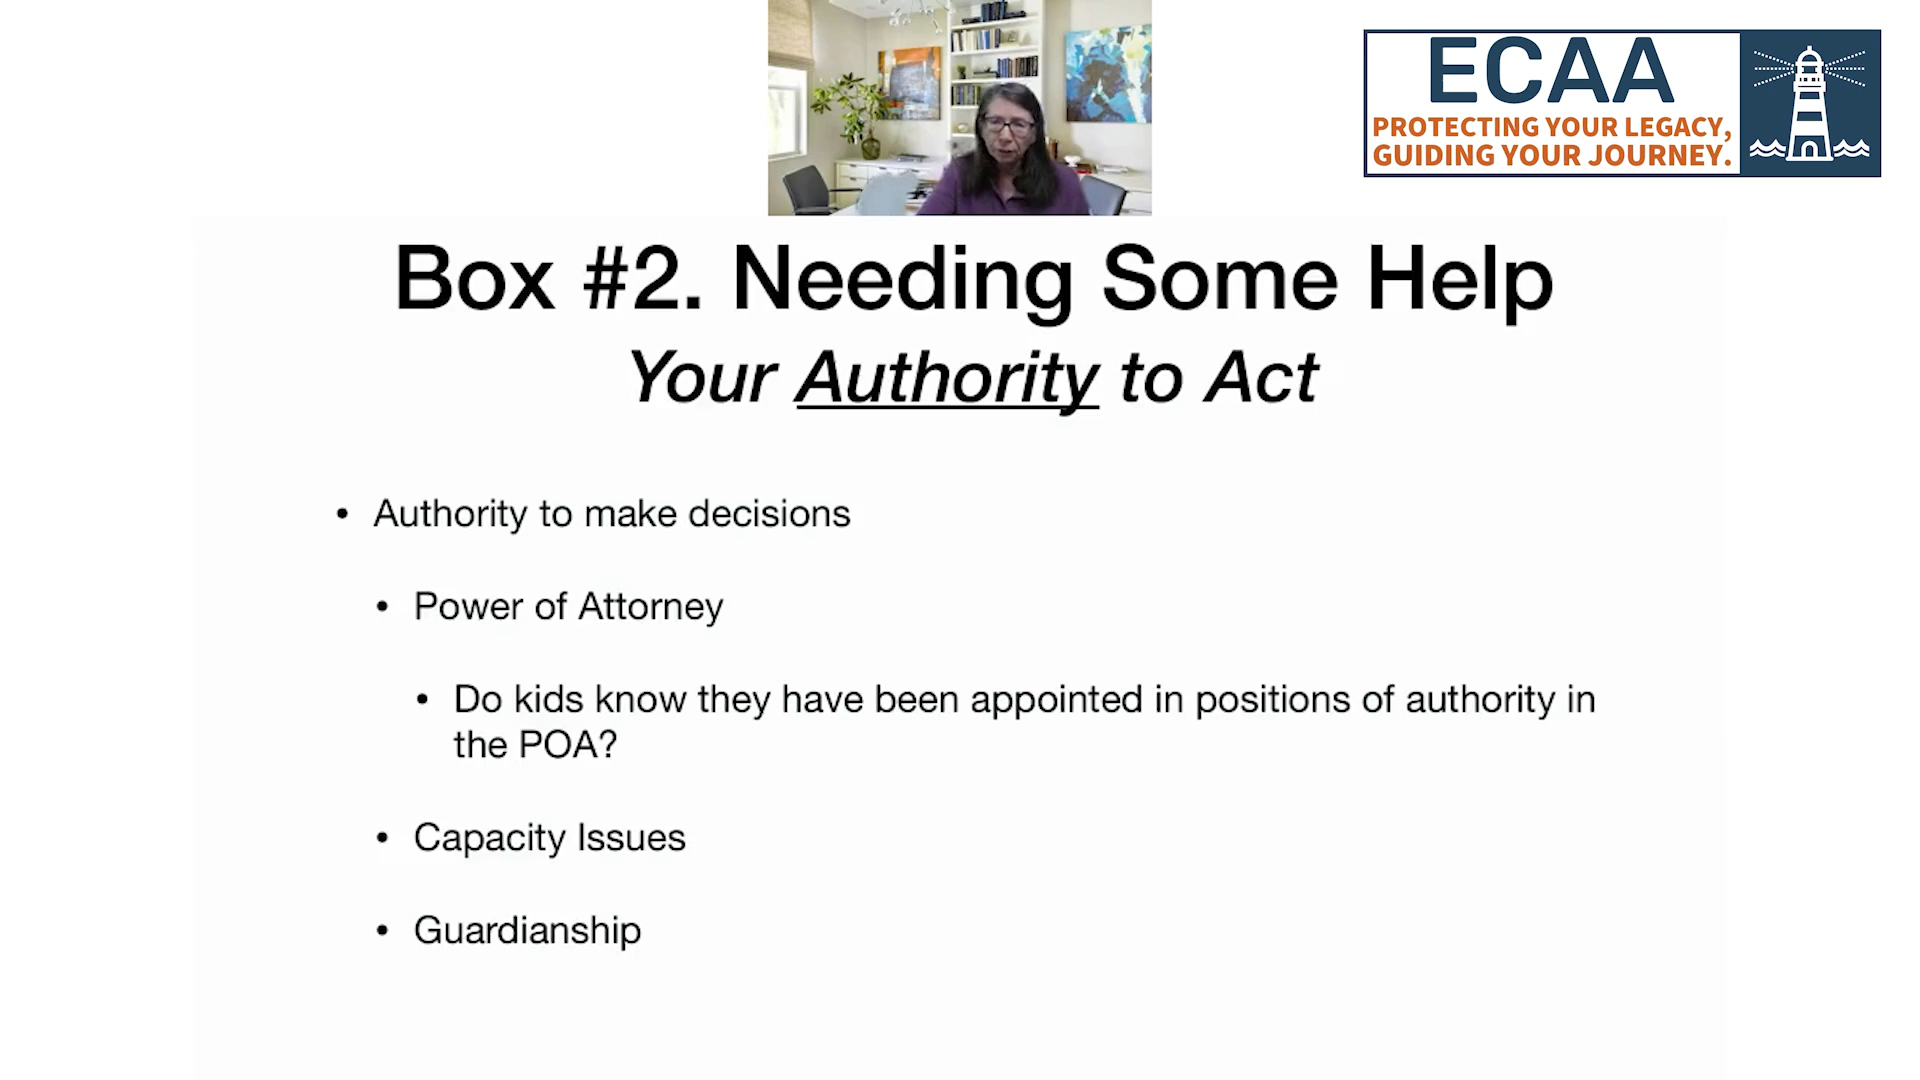 ECAA
PROTECTING YOUR LEGACY,
GUIDING YOUR JOURNEY.
Box #2. Needing Some Help
Your Authority to Act
• Authority to make decisions
• Power of Attorney
• Do kids know they have been appointed in positions of authority in
the POA?
• Capacity Issues
• Guardianship